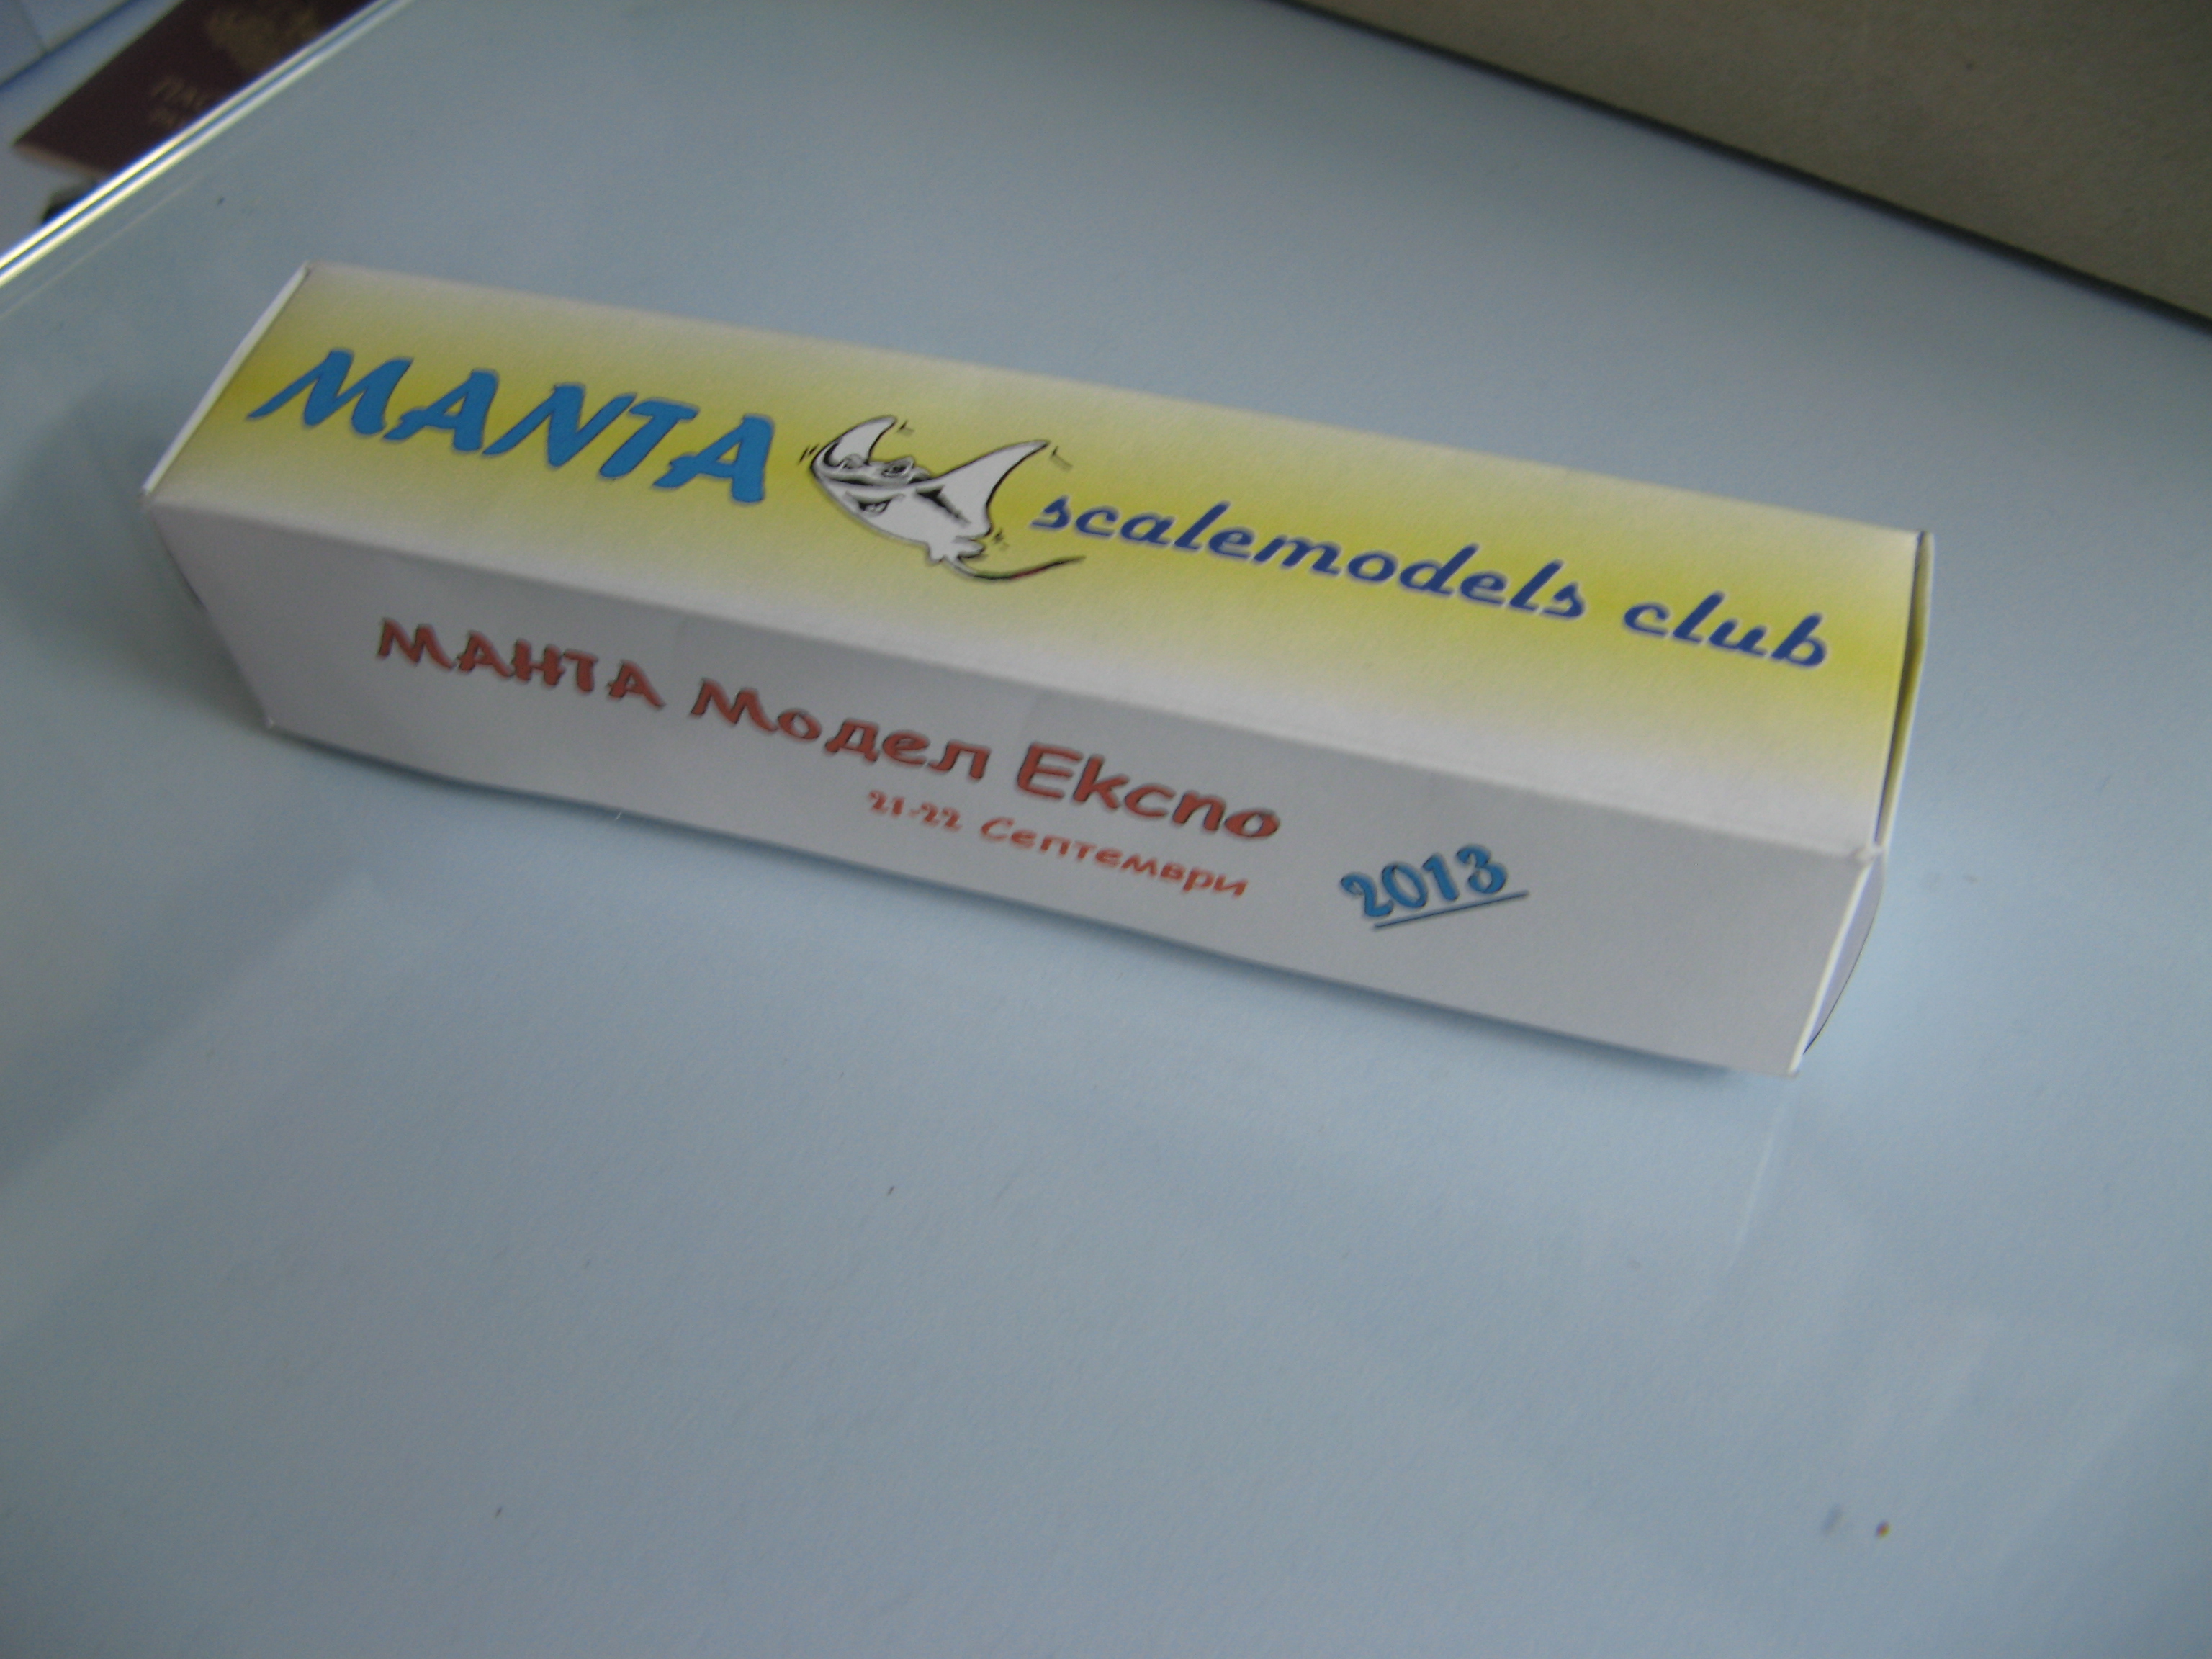 MANTA scalemodels club
МАНТА Модел Експо
21-22 Септември
2013